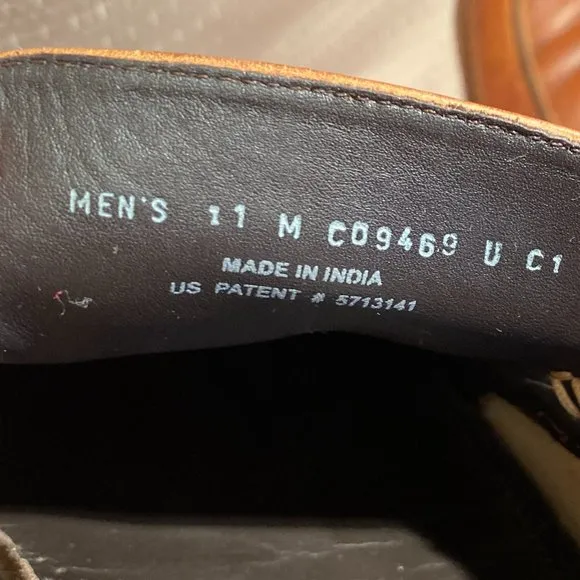 MEN'S 11 M C09469 U C1
MADE IN INDIA
US PATENT # 5713141